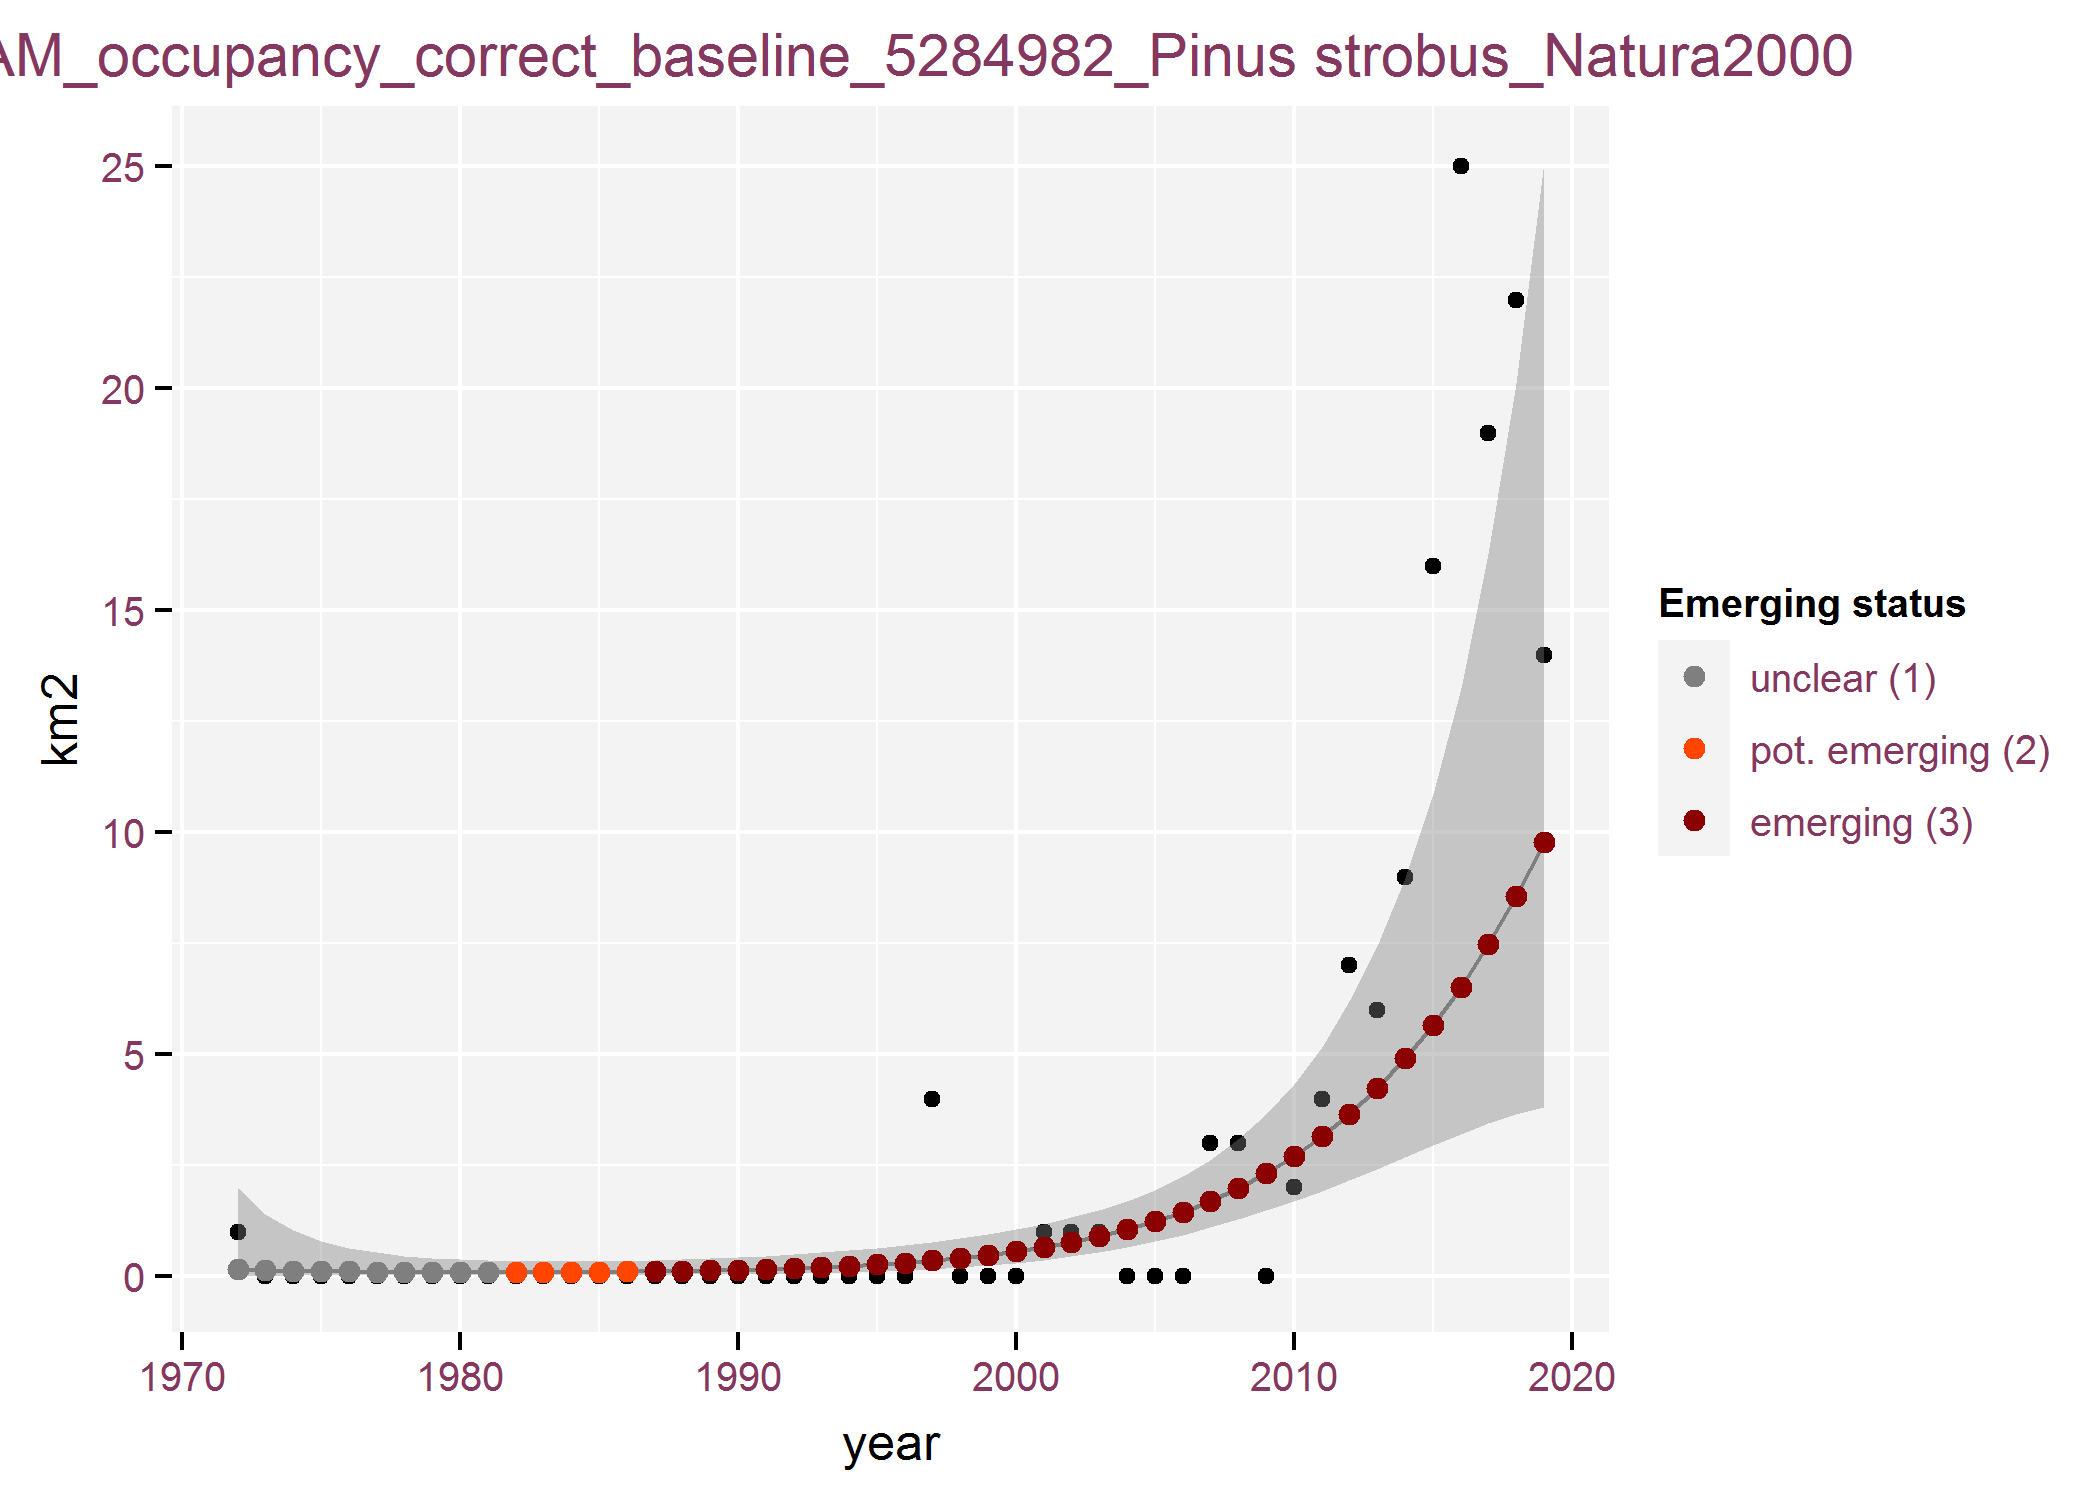 AM_occupancy_correct_baseline_5284982_Pinus strobus_Natura2000
25
20
15
10
5
0
km2
1970 1980 1990 2000 2010 2020
year
Emerging status
unclear (1)
pot. emerging (2)
emerging (3)